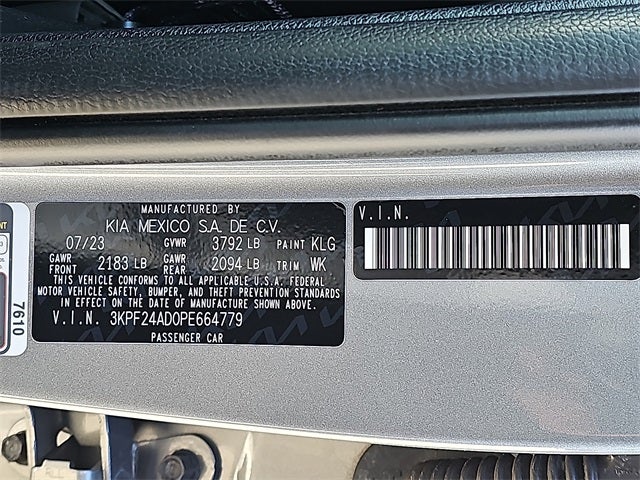 MANUFACTURED BY
KIA MEXICO S.A. DE C.V.
07/23 GVWR 3792 LB PAINT KLG
GAWR FRONT 2183 LB GAWR REAR 2094 LB TRIM WK
THIS VEHICLE CONFORMS TO ALL APPLICABLE U.S.A. FEDERAL
MOTOR VEHICLE SAFETY, BUMPER, AND THEFT PREVENTION STANDARDS
IN EFFECT ON THE DATE OF MANUFACTURE SHOWN ABOVE.
V.I.N. 3KPF24AD0PE664779
PASSENGER CAR
V.I.N.
7610